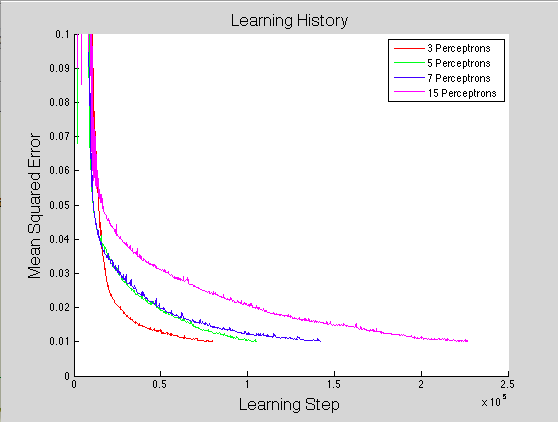 Learning History
0.1
0.09
0.08
0.07
0.06
0.05
0.04
0.03
0.02
0.01
0
Mean Squared Error
3 Perceptrons
5 Perceptrons
7 Perceptrons
15 Perceptrons
0 0.5 1 1.5 2 2.5
x 10^5
Learning Step